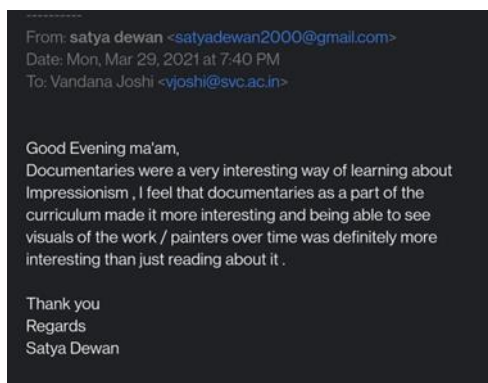 ----------
From: satya dewan <satyadewan2000@gmail.com>
Date: Mon, Mar 29, 2021 at 7:40 PM
To: Vandana Joshi <vjoshi@svc.ac.in>
Good Evening ma'am,
Documentaries were a very interesting way of learning about
Impressionism , I feel that documentaries as a part of the
curriculum made it more interesting and being able to see
visuals of the work / painters over time was definitely more
interesting than just reading about it .
Thank you
Regards
Satya Dewan